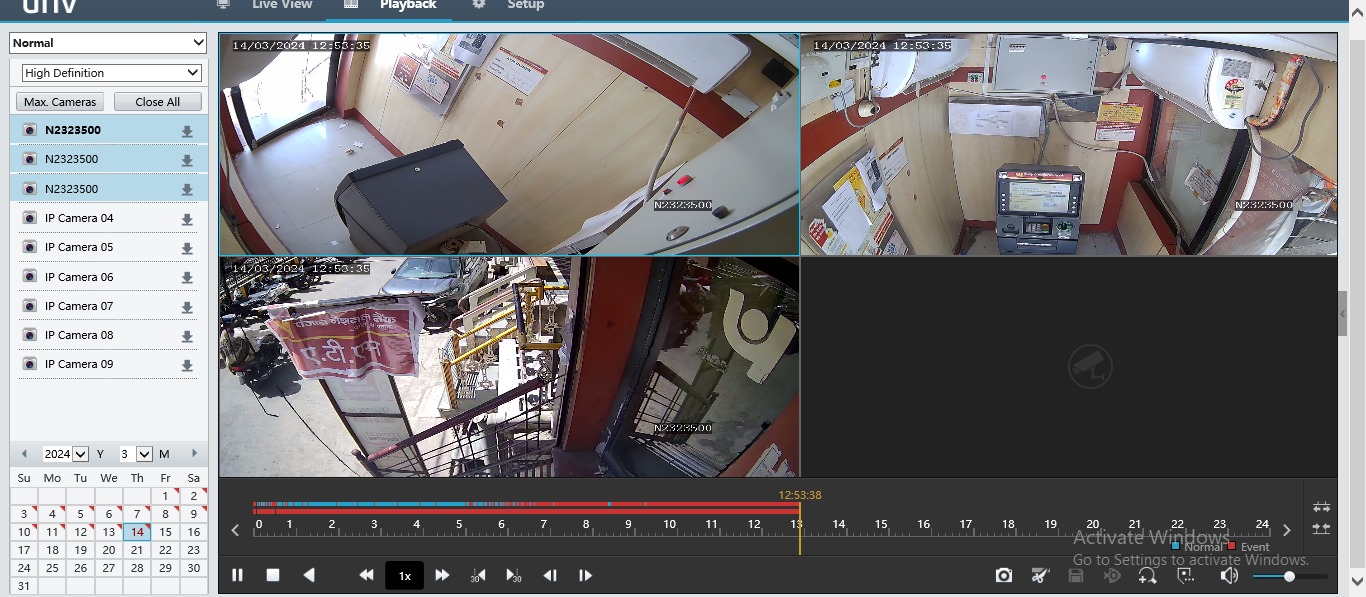 unv Live View Playback Setup
Normal
High Definition
Max. Cameras Close All
N2323500
N2323500
N2323500
IP Camera 04
IP Camera 05
IP Camera 06
IP Camera 07
IP Camera 08
IP Camera 09
2024 Y 3 M
Su Mo Tu We Th Fr Sa
1 2
3 4 5 6 7 8 9
10 11 12 13 14 15 16
17 18 19 20 21 22 23
24 25 26 27 28 29 30
31
14/03/2024 12:53:35
N2323500
14/03/2024 12:53:35
N2323500
14/03/2024 12:53:35
ए.टी.ए
N2323500
12:53:38
0 1 2 3 4 5 6 7 8 9 10 11 12 13 14 15 16 17 18 19 20 21 22 23 24
Normal Event
1x
30 30
Activate Windows
Go to Settings to activate Windows.